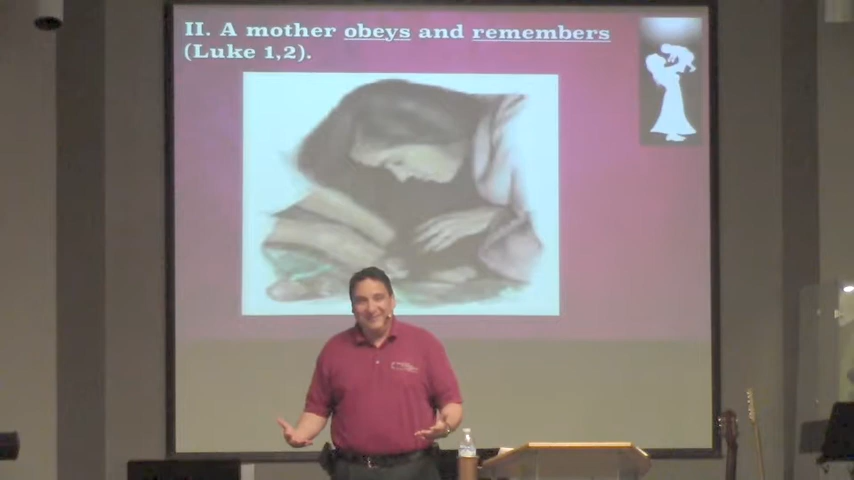 II. A mother obeys and remembers
(Luke 1,2).